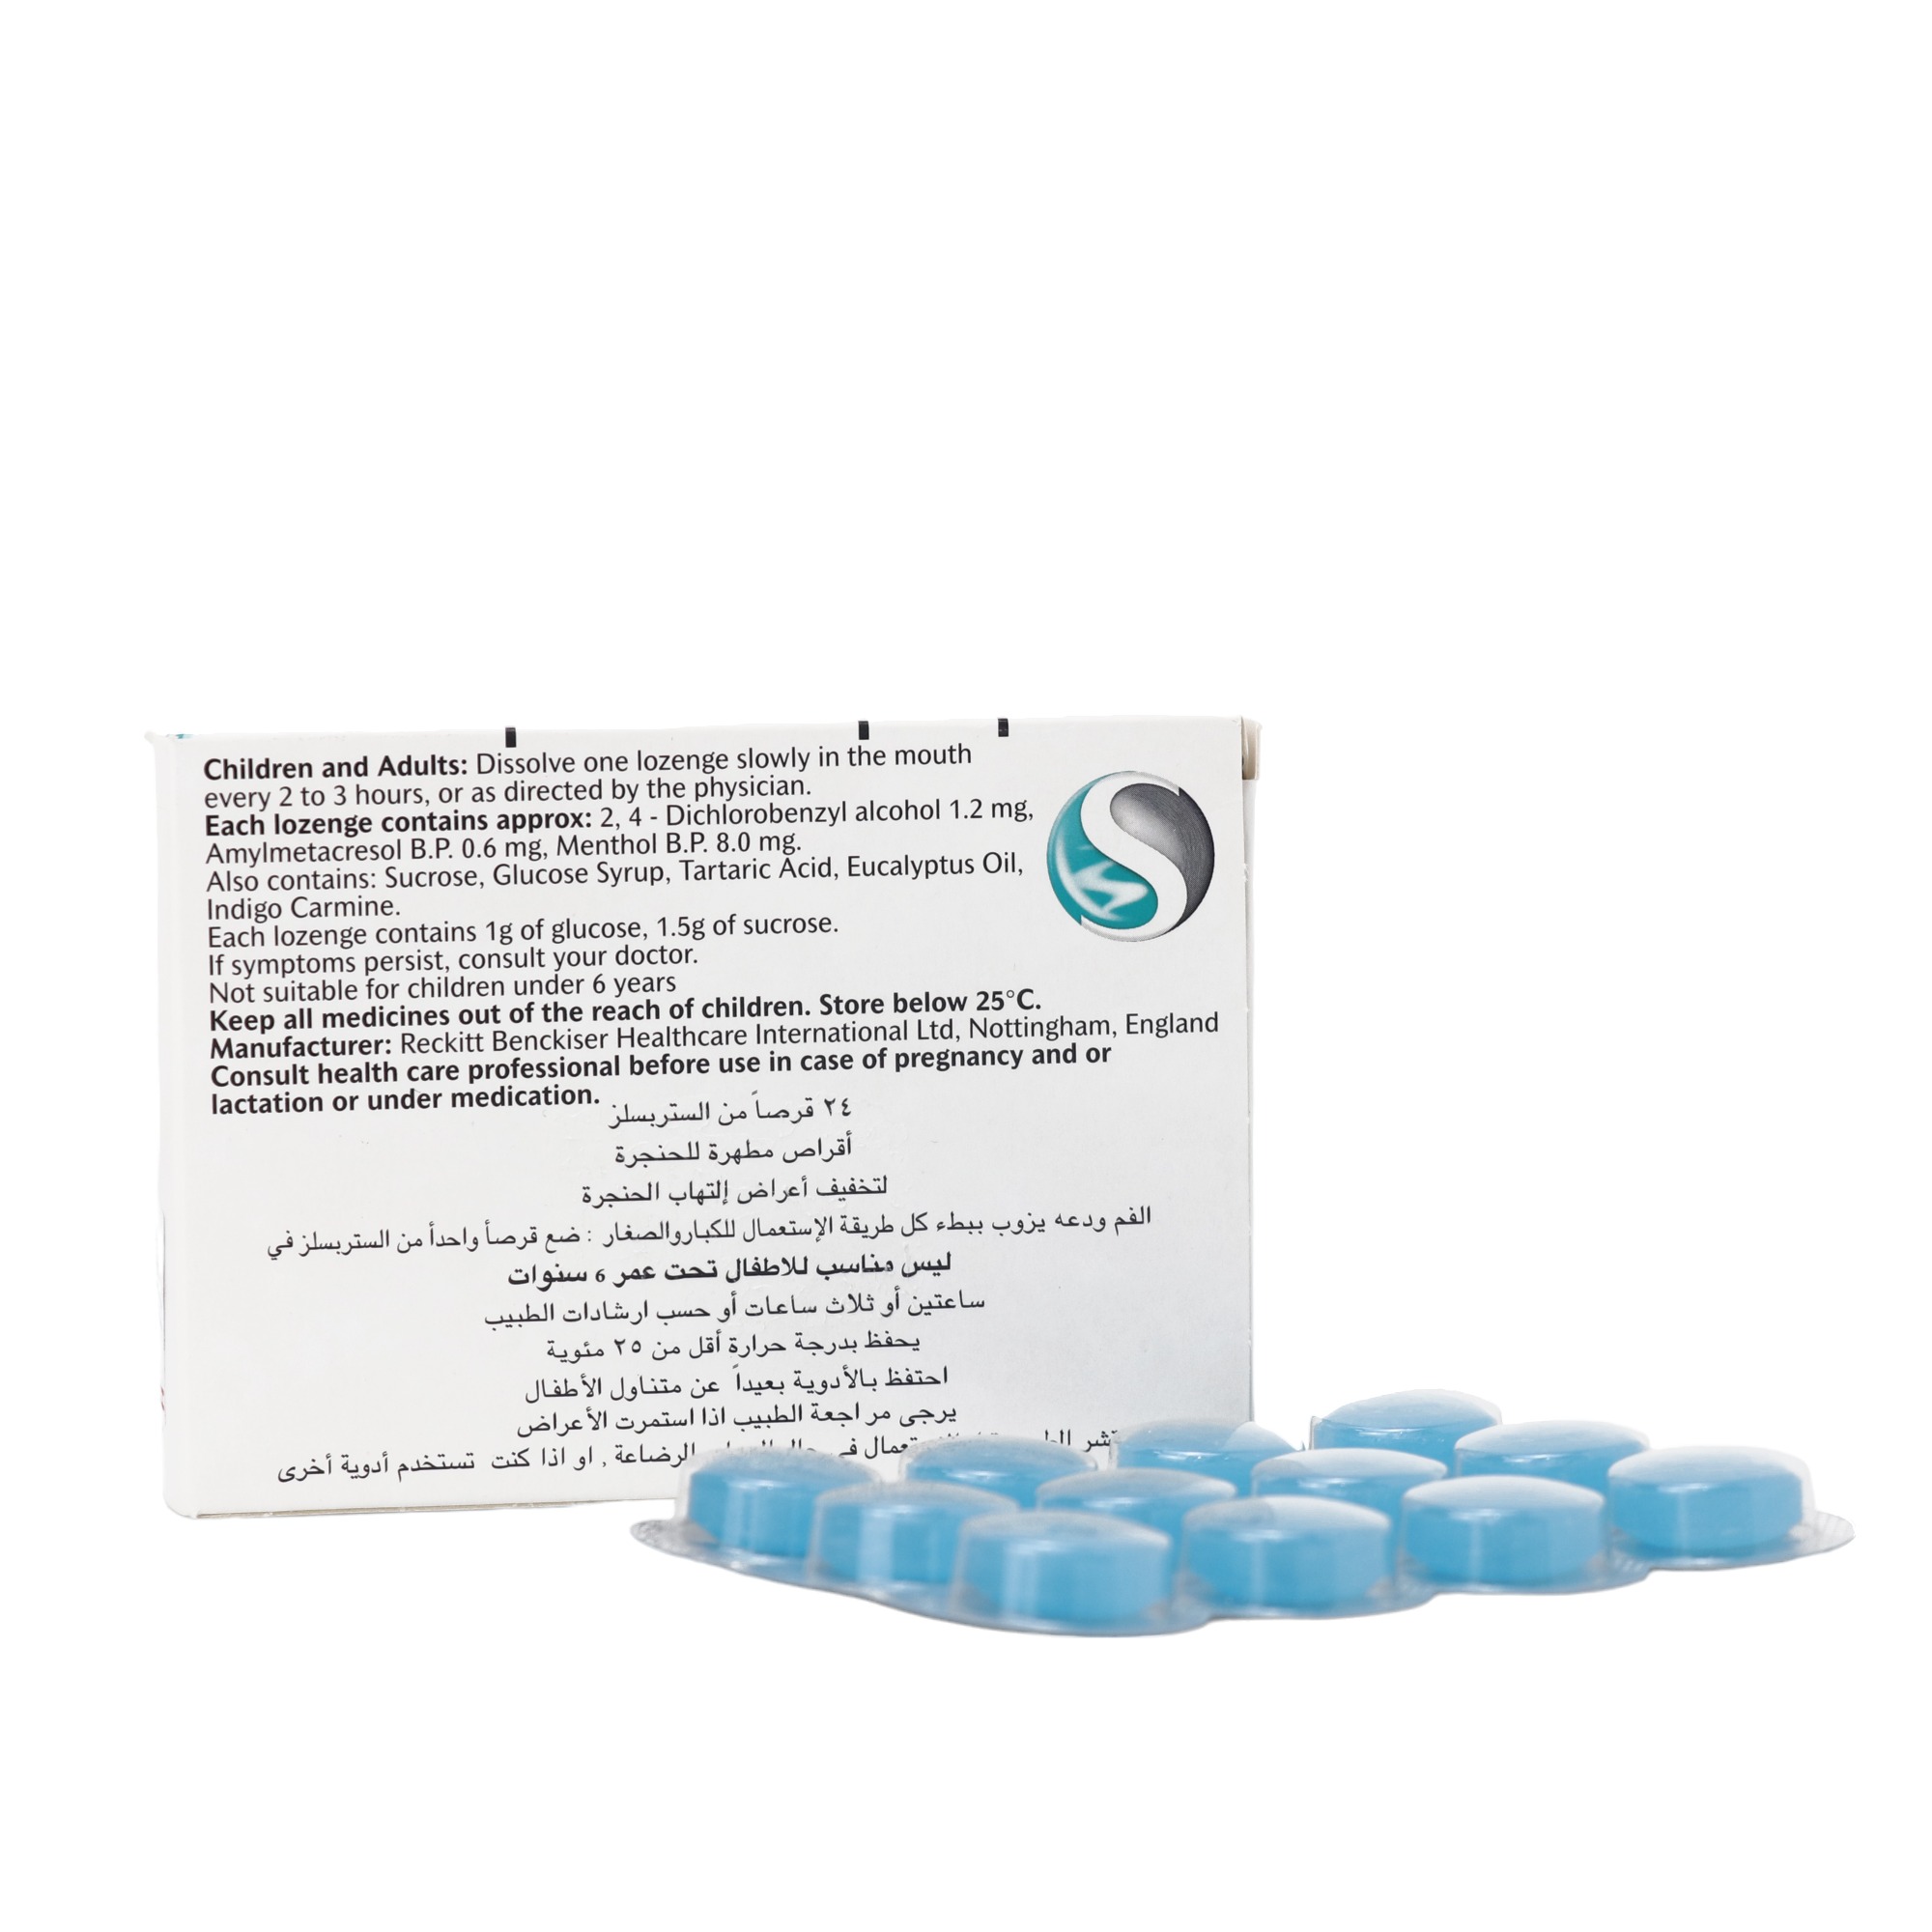 Children and Adults: Dissolve one lozenge slowly in the mouth
every 2 to 3 hours, or as directed by the physician.
Each lozenge contains approx: 2, 4 - Dichlorobenzyl alcohol 1.2 mg,
Amylmetacresol B.P. 0.6 mg, Menthol B.P. 8.0 mg.
Also contains: Sucrose, Glucose Syrup, Tartaric Acid, Eucalyptus Oil,
Indigo Carmine.
Each lozenge contains 1g of glucose, 1.5g of sucrose.
If symptoms persist, consult your doctor.
Not suitable for children under 6 years
Keep all medicines out of the reach of children. Store below 25°C.
Manufacturer: Reckitt Benckiser Healthcare International Ltd, Nottingham, England
Consult health care professional before use in case of pregnancy and or
lactation or under medication.
٢٤ قرصاً من الستربسلز
أقراص مطهرة للحنجرة
لتخفيف أعراض إلتهاب الحنجرة
الفم ودعه يزوب ببطء كل طريقة الإستعمال للكباروالصغار : ضع قرصاً واحداً من الستربسلز في
ليس مناسب للاطفال تحت عمر 6 سنوات
ساعتين أو ثلاث ساعات أو حسب ارشادات الطبيب
يحفظ بدرجة حرارة أقل من ٢٥ مئوية
احتفظ بالأدوية بعيداً عن متناول الأطفال
يرجى مراجعة الطبيب اذا استمرت الأعراض
في الرضاعة , او اذا كنت تستخدم أدوية أخرى